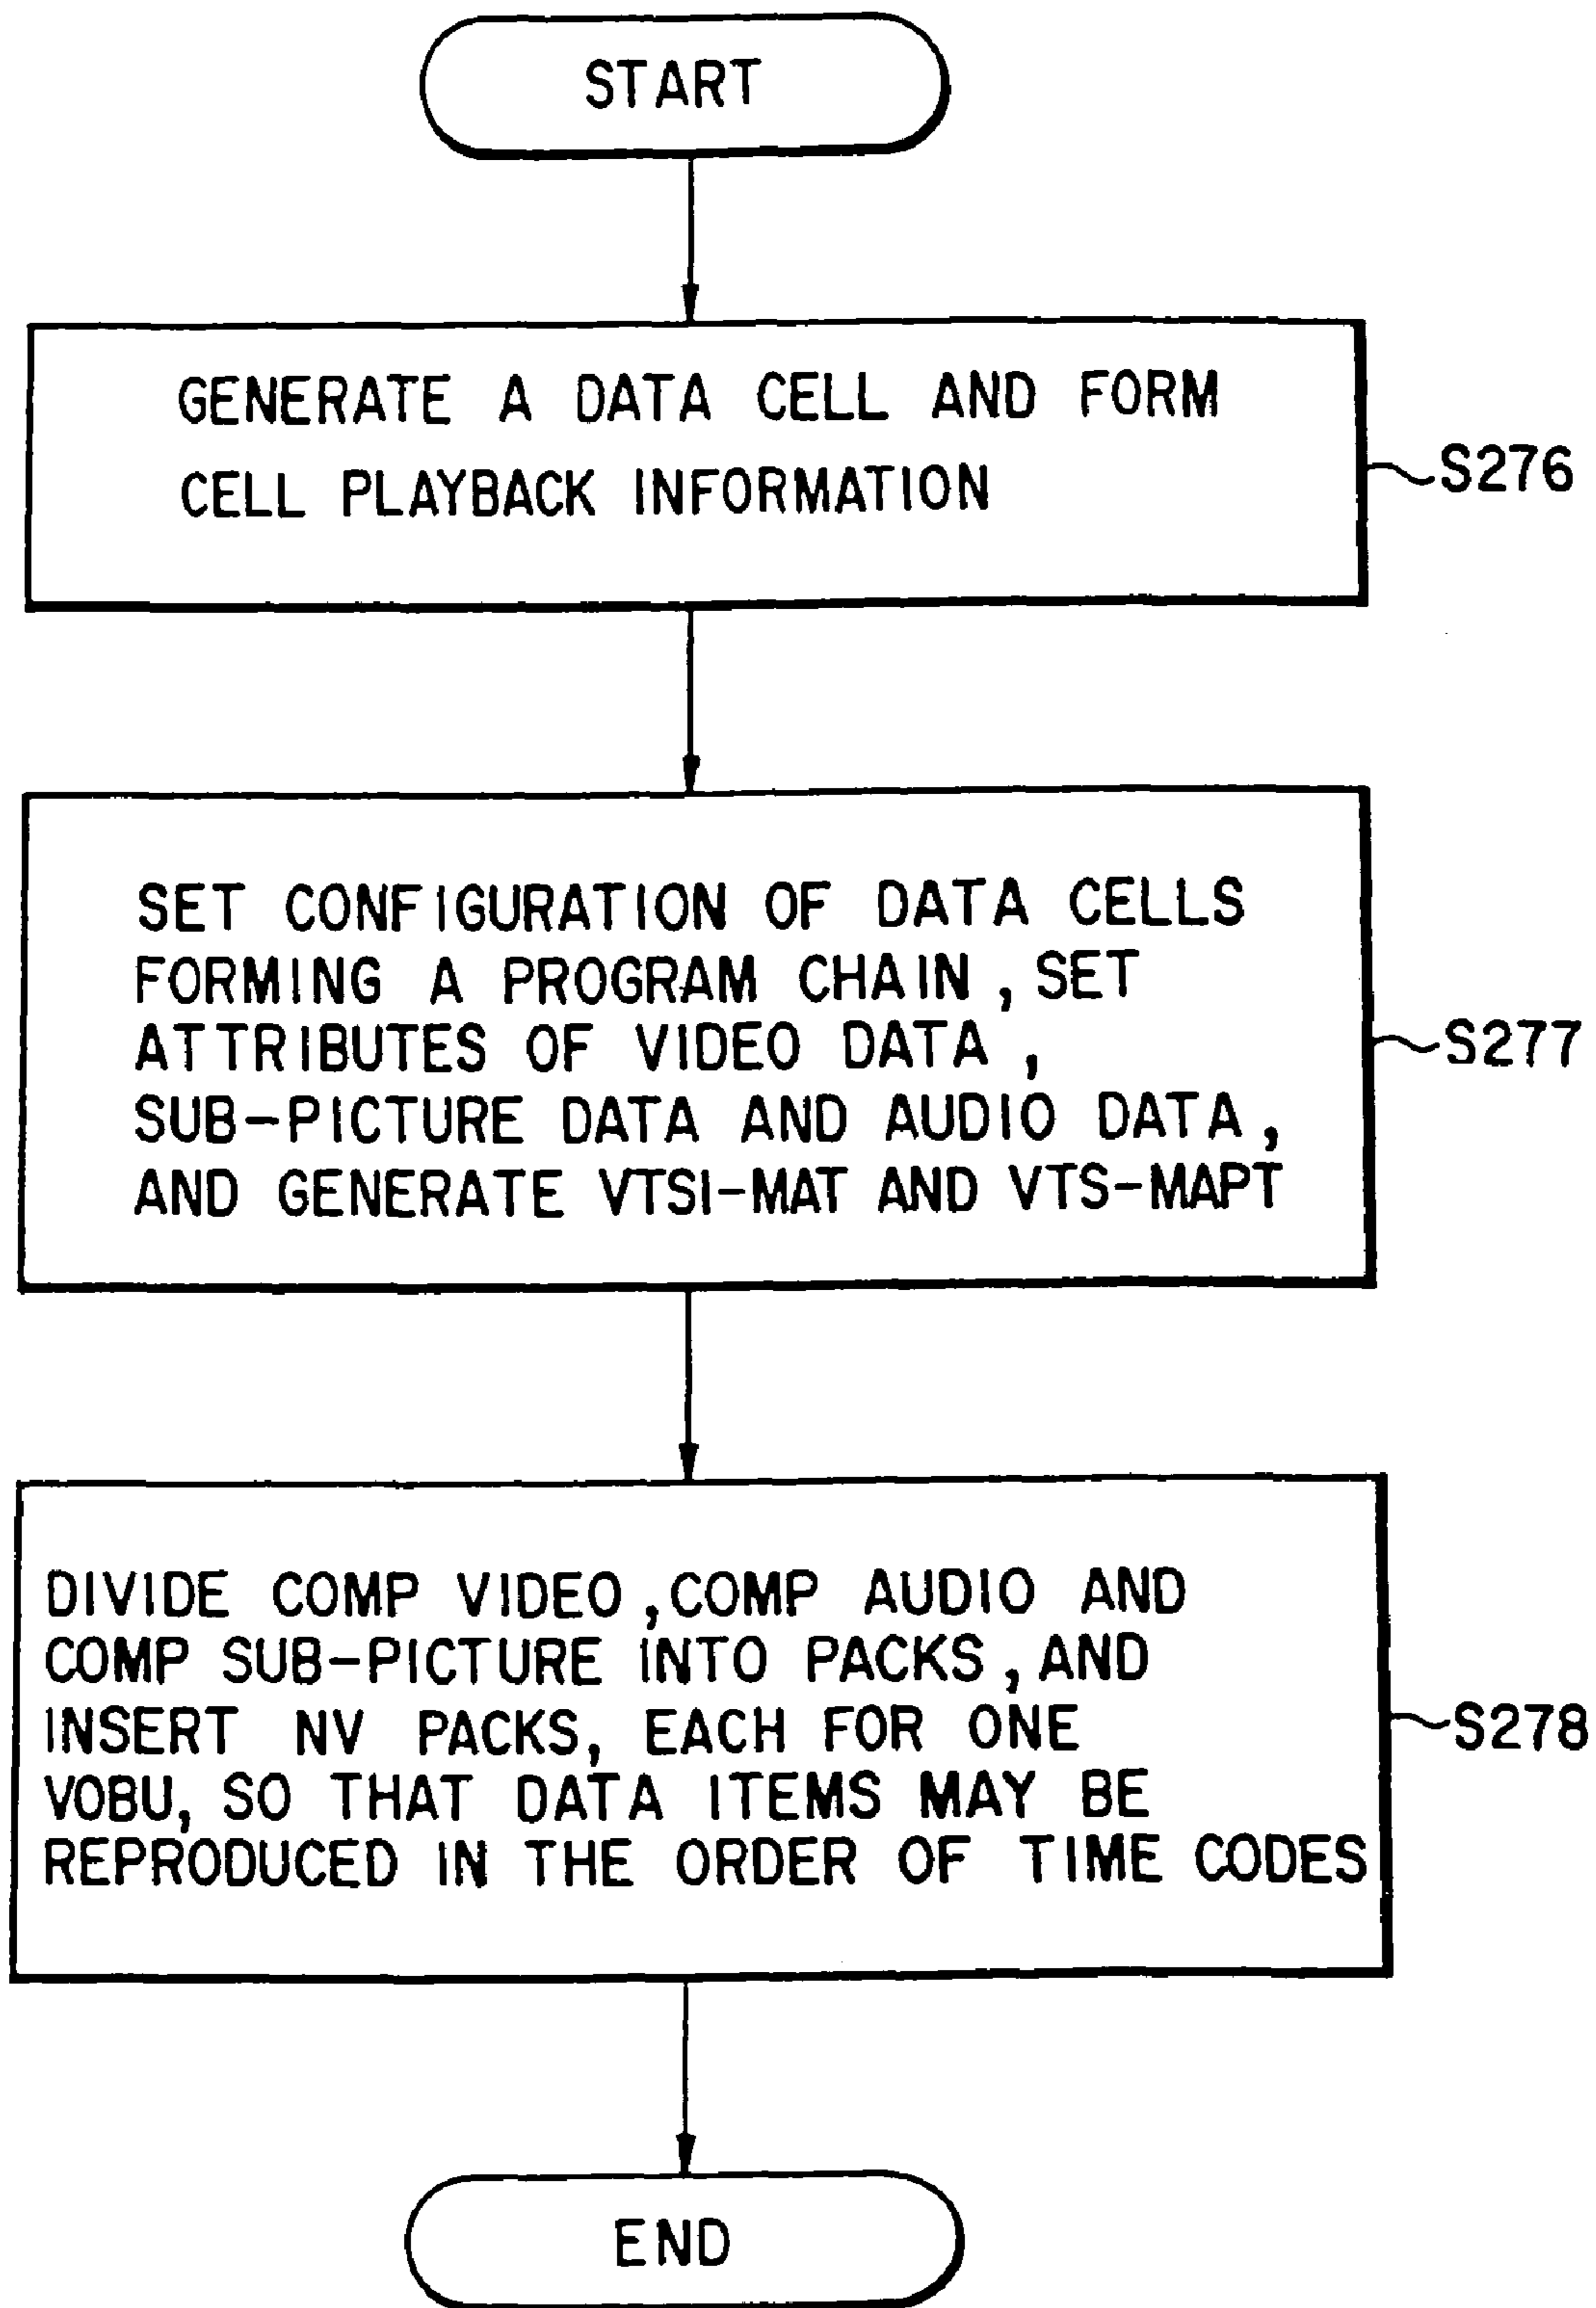 START
GENERATE A DATA CELL AND FORM
CELL PLAYBACK INFORMATION
S276
SET CONFIGURATION OF DATA CELLS
FORMING A PROGRAM CHAIN, SET
ATTRIBUTES OF VIDEO DATA,
SUB-PICTURE DATA AND AUDIO DATA,
AND GENERATE VTSI-MAT AND VTS-MAPT
S277
DIVIDE COMP VIDEO, COMP AUDIO AND
COMP SUB-PICTURE INTO PACKS, AND
INSERT NV PACKS, EACH FOR ONE
VOBU, SO THAT DATA ITEMS MAY BE
REPRODUCED IN THE ORDER OF TIME CODES
S278
END